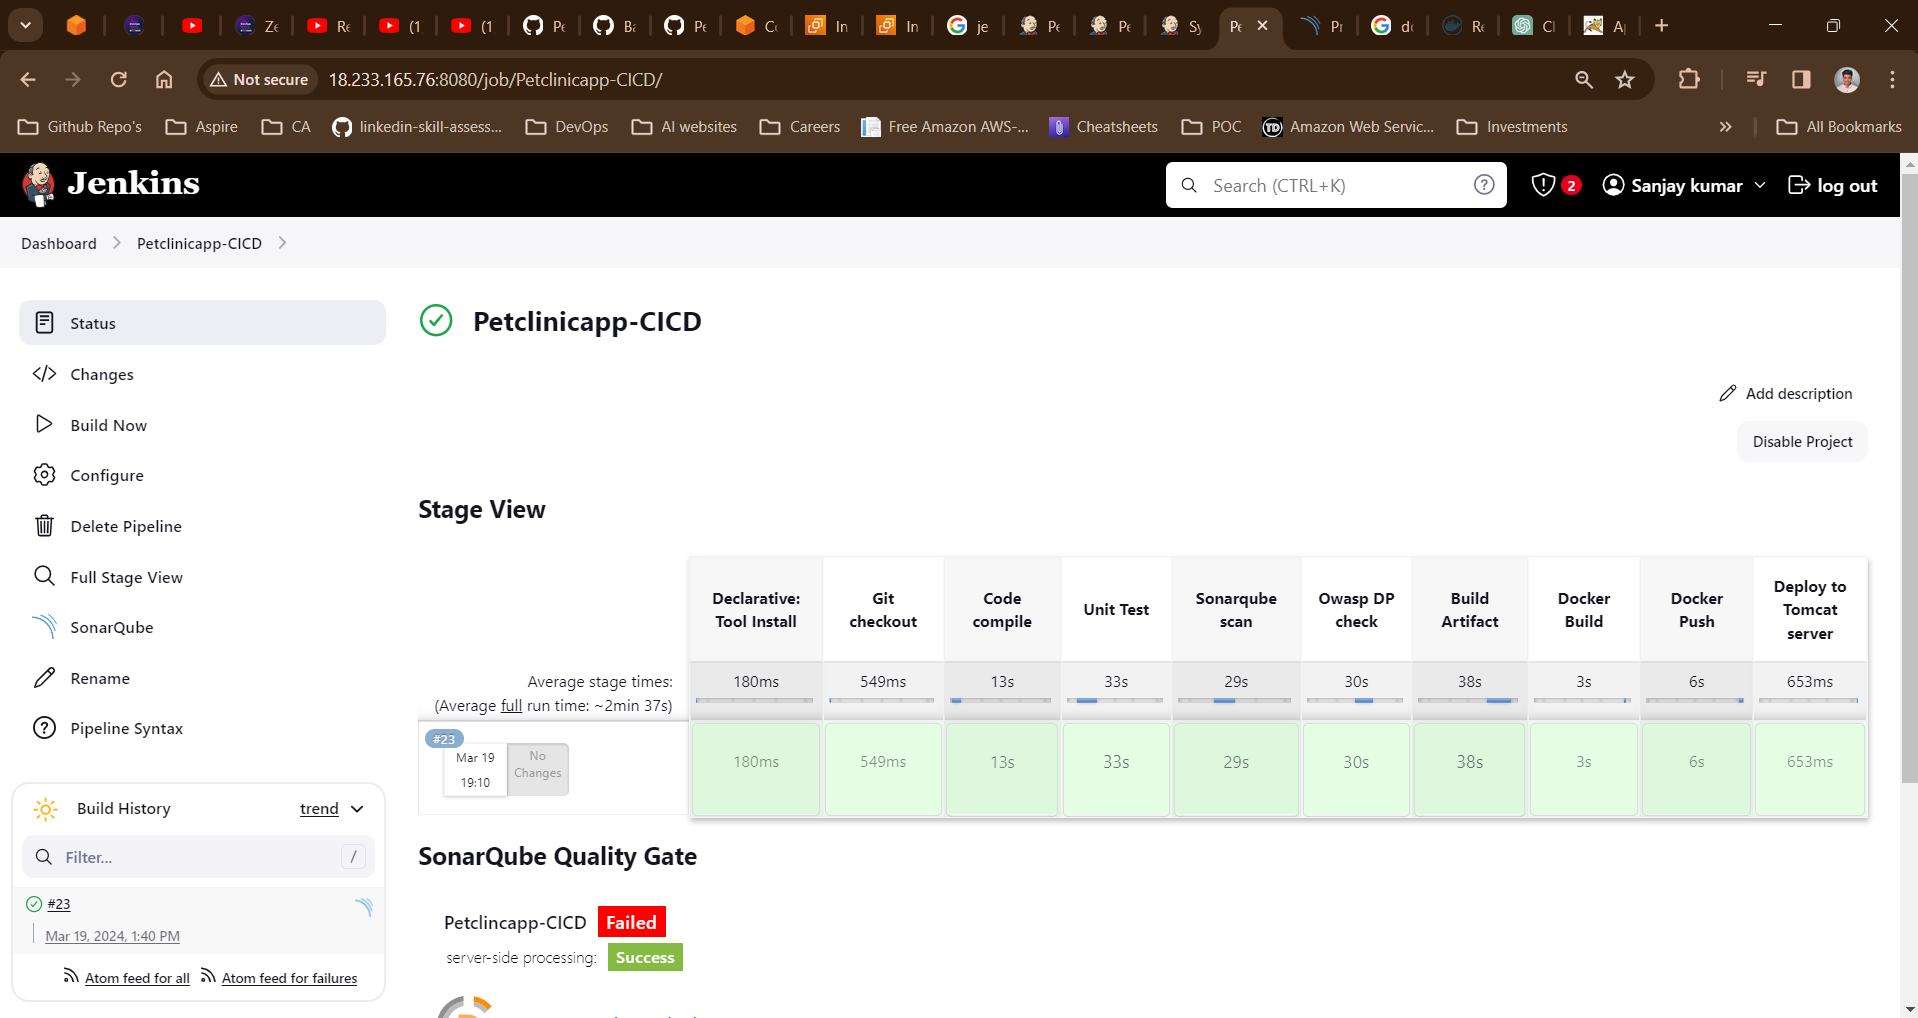 Ze
Re
(1
(1
Pe
Ba
Pe
Co
In
In
je
Pe
Pe
Sy
Pe
Pr
do
Re
Cl
A
Not secure
18.233.165.76:8080/job/Petclinicapp-CICD/
Github Repo's
Aspire
CA
linkedin-skill-assess...
DevOps
AI websites
Careers
Free Amazon AWS-...
Cheatsheets
POC
TD
Amazon Web Servic...
Investments
All Bookmarks
Jenkins
Search (CTRL+K)
2
Sanjay kumar
log out
Dashboard
Petclinicapp-CICD
Status
Changes
Build Now
Configure
Delete Pipeline
Full Stage View
SonarQube
Rename
Pipeline Syntax
Build History
trend
Filter...
/
#23
Mar 19, 2024, 1:40 PM
Atom feed for all
Atom feed for failures
Petclinicapp-CICD
Add description
Disable Project
Stage View
Declarative: Tool Install
Git checkout
Code compile
Unit Test
Sonarqube scan
Owasp DP check
Build Artifact
Docker Build
Docker Push
Deploy to Tomcat server
Average stage times:
(Average full run time: ~2min 37s)
180ms
549ms
13s
33s
29s
30s
38s
3s
6s
653ms
#23
Mar 19
19:10
No Changes
180ms
549ms
13s
33s
29s
30s
38s
3s
6s
653ms
SonarQube Quality Gate
Petclincapp-CICD
Failed
server-side processing:
Success